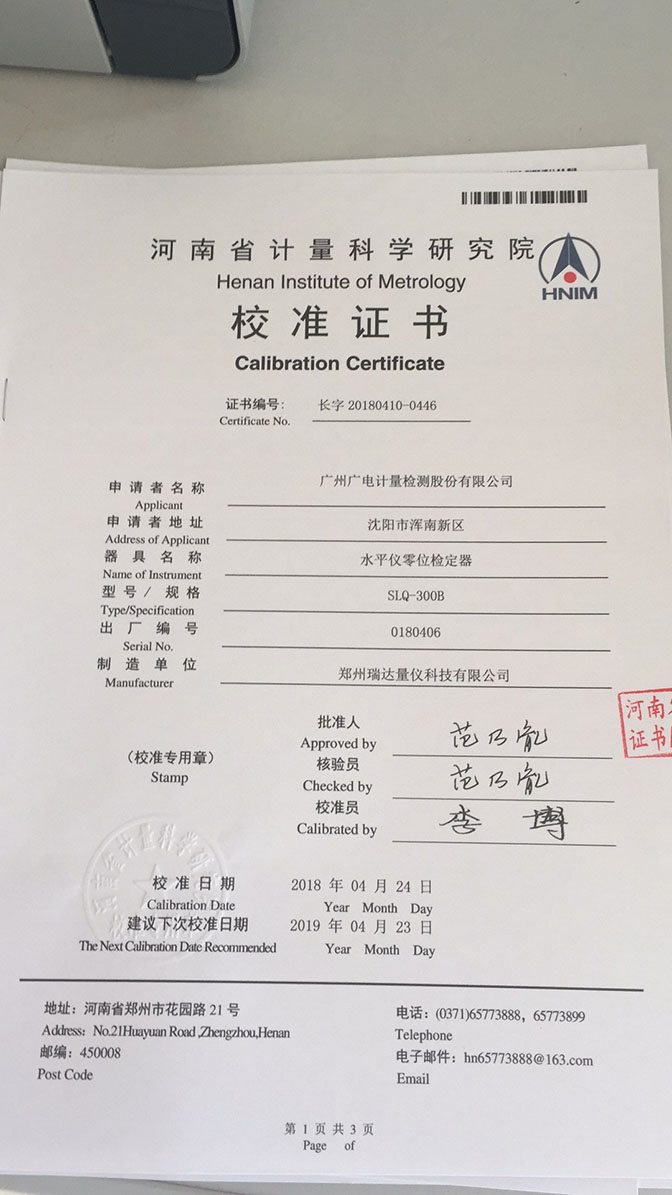 河南省计量科学研究院
Henan Institute of Metrology
HNIM
校准证书
Calibration Certificate
证书编号： 长字 20180410-0446
Certificate No.
申请者名称 广州广电计量检测股份有限公司
Applicant
申请者地址 沈阳市浑南新区
Address of Applicant
器具名称 水平仪零位检定器
Name of Instrument
型号/规格 SLQ-300B
Type/Specification
出厂编号 0180406
Serial No.
制造单位 郑州瑞达量仪科技有限公司
Manufacturer
河南省
证书
批准人
Approved by 范乃胤
（校准专用章） 核验员
Stamp Checked by 范乃胤
校准员
Calibrated by 李博
校准日期 2018 年 04 月 24 日
Calibration Date Year Month Day
建议下次校准日期 2019 年 04 月 23 日
The Next Calibration Date Recommended Year Month Day
地址：河南省郑州市花园路 21 号 电话：(0371)65773888，65773899
Address: No.21Huayuan Road ,Zhengzhou,Henan Telephone
邮编：450008 电子邮件：hn65773888@163.com
Post Code Email
第 1 页 共 3 页
Page of